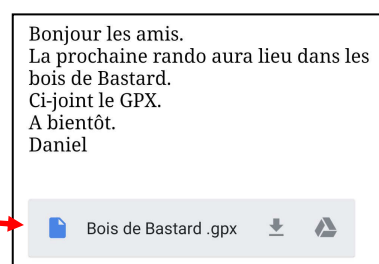 Bonjour les amis.
La prochaine rando aura lieu dans les
bois de Bastard.
Ci-joint le GPX.
A bientôt.
Daniel
Bois de Bastard .gpx